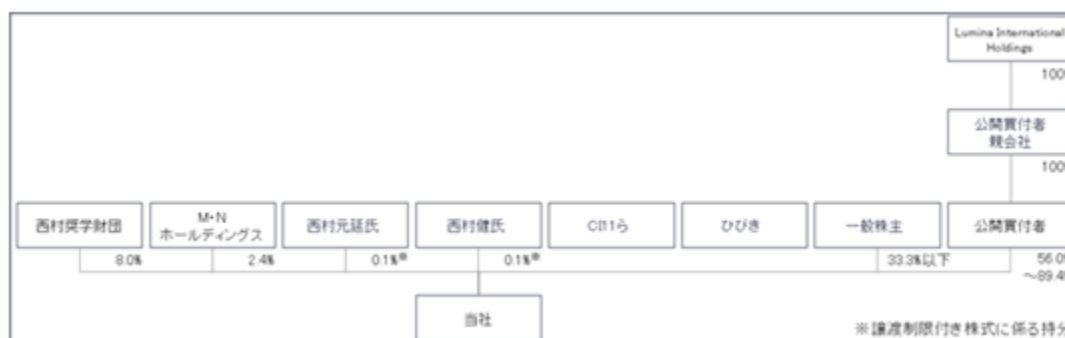 Lumina International
Holdings
100%
公開買付者
親会社
100%
西村奨学財団
M・N
ホールディングス
西村元延氏
西村健氏
CI11ら
ひびき
一般株主
公開買付者
8.0%
2.4%
0.1%※
0.1%※
33.3%以下
56.0%
～89.4%
当社
※譲渡制限付き株式に係る持分